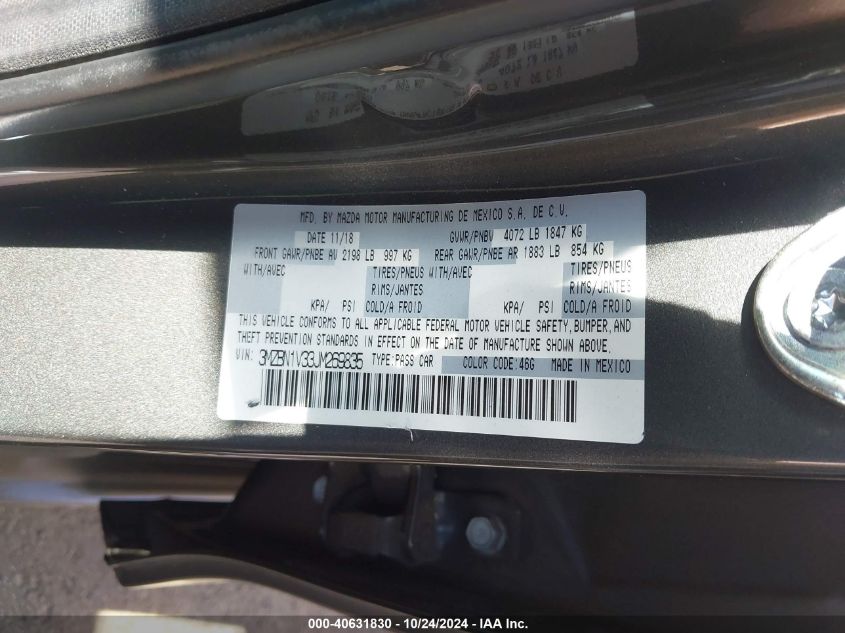 MFD. BY MAZDA MOTOR MANUFACTURING DE MEXICO S.A. DE C.V.
DATE 11/18 GVWR/PNBV 4072 LB 1847 KG
FRONT GAWR/PNBE AV 2198 LB 997 KG REAR GAWR/PNBE AR 1883 LB 854 KG
WITH/AVEC TIRES/PNEUS WITH/AVEC TIRES/PNEUS
RIMS/JANTES RIMS/JANTES
KPA/ PSI COLD/A FROID KPA/ PSI COLD/A FROID
THIS VEHICLE CONFORMS TO ALL APPLICABLE FEDERAL MOTOR VEHICLE SAFETY, BUMPER, AND
THEFT PREVENTION STANDARDS IN EFFECT ON THE DATE OF MANUFACTURE SHOWN ABOVE.
VIN: 3MZBN1V33JM269835 TYPE:PASS CAR COLOR CODE:46G MADE IN MEXICO
000-40631830 - 10/24/2024 - IAA Inc.